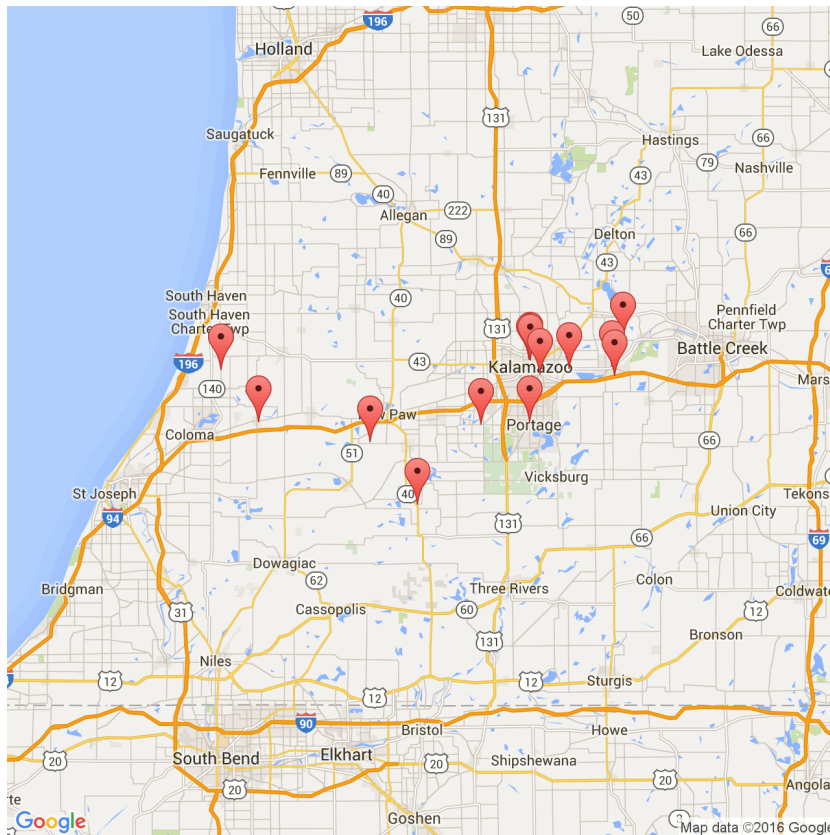 196
50
66
Holland
Lake Odessa
131
66
Saugatuck
Hastings
79
Nashville
Fennville
89
40
43
Allegan
222
66
196
89
Delton
43
40
South Haven
South Haven
Charter Twp
131
Pennfield
Charter Twp
43
Kalamazoo
Battle Creek
196
140
Mars
Paw
Coloma
Portage
66
51
Vicksburg
St Joseph
40
Tekons
94
131
Union City
66
69
Dowagiac
62
Colon
Bridgman
Three Rivers
Coldwate
31
Cassopolis
60
12
131
Bronson
Niles
12
12
12
Sturgis
90
Bristol
Howe
South Bend
Elkhart
20
Shipshewana
20
20
20
Angola
Goshen
3
Google
Map data ©2016 Google